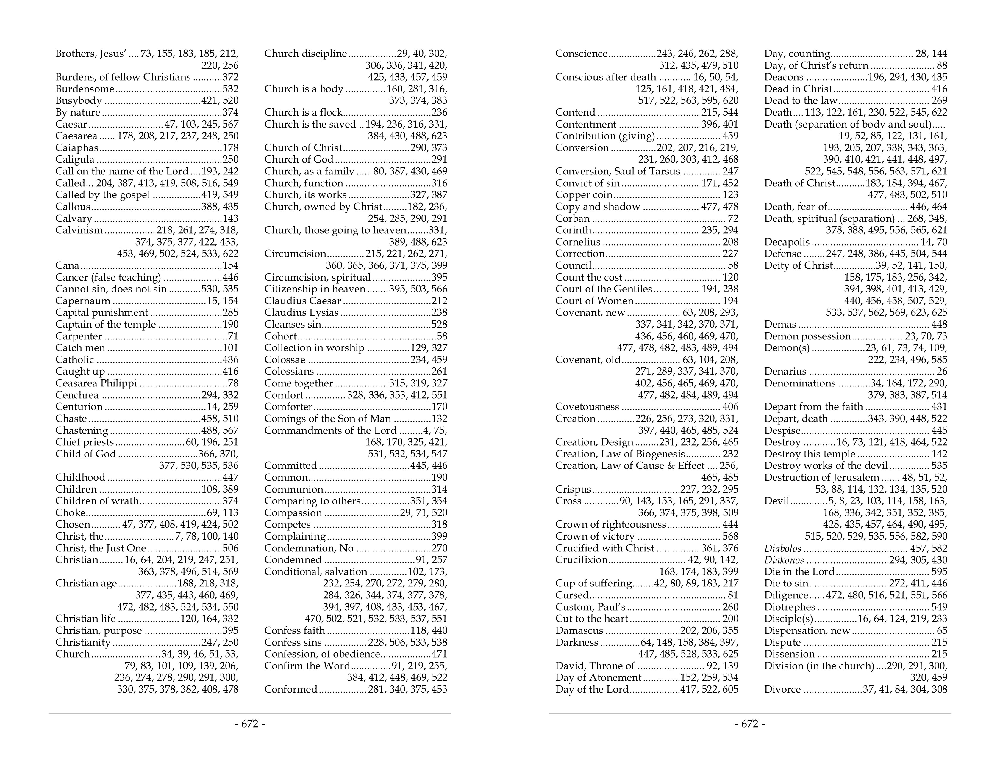 Brothers, Jesus’ .... 73, 155, 183, 185, 212,
220, 256
Burdens, of fellow Christians ...........372
Burdensome.....................................532
Busybody ..............................421, 520
By nature.....................................374
Caesar.......................47, 103, 245, 567
Caesarea ...... 178, 208, 217, 237, 248, 250
Caiaphas......................................178
Caligula .......................................250
Call on the name of the Lord....193, 242
Called... 204, 387, 413, 419, 508, 516, 549
Called by the gospel ...............419, 549
Callous..................................388, 435
Calvary........................................143
Calvinism...................218, 261, 274, 318,
374, 375, 377, 422, 433,
453, 469, 502, 524, 533, 622
Cana............................................154
Cancer (false teaching) ......................446
Cannot sin, does not sin ..........530, 535
Capernaum .............................15, 154
Capital punishment......................285
Captain of the temple ....................190
Carpenter ......................................71
Catch men ....................................101
Catholic .......................................436
Caught up ....................................416
Ceasarea Philippi ...........................78
Cenchrea ...............................294, 332
Centurion................................14, 259
Chaste...................................458, 510
Chastening............................488, 567
Chief priests......................60, 196, 251
Child of God.........................366, 370,
377, 530, 535, 536
Childhood....................................447
Children ................................108, 389
Children of wrath..........................374
Choke.....................................69, 113
Chosen..........47, 377, 408, 419, 424, 502
Christ, the......................7, 78, 100, 140
Christ, the Just One.......................506
Christian.........16, 64, 204, 219, 247, 251,
363, 378, 496, 514, 569
Christian age...................188, 218, 318,
377, 435, 443, 460, 469,
472, 482, 483, 524, 534, 550
Christian life .......................120, 164, 332
Christian, purpose ........................395
Christianity ...........................247, 250
Church..........................34, 39, 46, 51, 53,
79, 83, 101, 109, 139, 206,
236, 274, 278, 290, 291, 300,
330, 375, 378, 382, 408, 478
Church discipline..................29, 40, 302,
306, 336, 341, 420,
425, 433, 457, 459
Church is a body ...............160, 281, 316,
373, 374, 383
Church is a flock...........................236
Church is the saved ..194, 236, 316, 331,
384, 430, 488, 623
Church of Christ.....................290, 373
Church of God..............................291
Church, as a family ......80, 387, 430, 469
Church, function ...........................316
Church, its works....................327, 387
Church, owned by Christ.........182, 236,
254, 285, 290, 291
Church, those going to heaven........331,
389, 488, 623
Circumcision..............215, 221, 262, 271,
360, 365, 366, 371, 375, 399
Circumcision, spiritual...................395
Citizenship in heaven........395, 503, 566
Claudius Caesar ............................212
Claudius Lysias.............................238
Cleanses sin..................................528
Cohort...........................................58
Collection in worship ................129, 327
Colossae ................................234, 459
Colossians ....................................261
Come together ....................315, 319, 327
Comfort ...............328, 336, 353, 412, 551
Comforter.....................................170
Comings of the Son of Man ..............132
Commandments of the Lord .........4, 75,
168, 170, 325, 421,
531, 532, 534, 547
Committed.............................445, 446
Common.......................................190
Communion..................................314
Comparing to others..................351, 354
Compassion ............................29, 71, 520
Competes .....................................318
Complaining.................................399
Condemnation, No .........................270
Condemned .............................91, 257
Conditional, salvation .............102, 173,
232, 254, 270, 272, 279, 280,
284, 326, 344, 374, 377, 378,
394, 397, 408, 433, 453, 467,
470, 502, 521, 532, 533, 537, 551
Confess faith..........................118, 440
Confess sins ................228, 506, 533, 538
Confession, of obedience...................471
Confirm the Word...............91, 219, 255,
384, 412, 448, 469, 522
Conformed..................281, 340, 375, 453
- 672 -
Conscience..................243, 246, 262, 288,
312, 435, 479, 510
Conscious after death ............ 16, 50, 54,
125, 161, 418, 421, 484,
517, 522, 563, 595, 620
Contend ................................ 215, 544
Contentment .......................... 396, 401
Contribution (giving)........................ 459
Conversion .................202, 207, 216, 219,
231, 260, 303, 412, 468
Conversion, Saul of Tarsus .............. 247
Convict of sin.......................... 171, 452
Copper coin.................................. 123
Copy and shadow ..................... 477, 478
Corban .......................................... 72
Corinth................................... 235, 294
Cornelius ..................................... 208
Correction.................................... 227
Council.......................................... 58
Count the cost............................... 120
Court of the Gentiles................. 194, 238
Court of Women............................ 194
Covenant, new.................... 63, 208, 293,
337, 341, 342, 370, 371,
436, 456, 460, 469, 470,
477, 478, 482, 483, 489, 494
Covenant, old...................... 63, 104, 208,
271, 289, 337, 341, 370,
402, 456, 465, 469, 470,
477, 482, 484, 489, 494
Covetousness ................................ 406
Creation ..............226, 256, 273, 320, 331,
397, 440, 465, 485, 524
Creation, Design.........231, 232, 256, 465
Creation, Law of Biogenesis............. 232
Creation, Law of Cause & Effect .... 256,
465, 485
Crispus.............................227, 232, 295
Cross .............90, 143, 153, 165, 291, 337,
366, 374, 375, 398, 509
Crown of righteousness.................... 444
Crown of victory ............................ 568
Crucified with Christ................ 361, 376
Crucifixion............................. 42, 90, 142,
163, 174, 183, 399
Cup of suffering........42, 80, 89, 183, 217
Cursed........................................... 81
Custom, Paul’s............................... 260
Cut to the heart.............................. 200
Damascus ..........................202, 206, 355
Darkness...............64, 148, 158, 384, 397,
447, 485, 528, 533, 625
David, Throne of ......................... 92, 139
Day of Atonement..............152, 259, 534
Day of the Lord...................417, 522, 605
Day, counting............................... 28, 144
Day, of Christ’s return ........................ 88
Deacons .......................196, 294, 430, 435
Dead in Christ.................................. 416
Dead to the law................................ 269
Death.... 113, 122, 161, 230, 522, 545, 622
Death (separation of body and soul).....
19, 52, 85, 122, 131, 161,
193, 205, 207, 338, 343, 363,
390, 410, 421, 441, 448, 497,
522, 545, 548, 556, 563, 571, 621
Death of Christ...........183, 184, 394, 467,
477, 483, 502, 510
Death, fear of.............................. 446, 464
Death, spiritual (separation) ... 268, 348,
378, 388, 495, 556, 565, 621
Decapolis ................................... 14, 70
Defense ........247, 248, 386, 445, 504, 544
Deity of Christ................39, 52, 141, 150,
158, 175, 183, 256, 342,
394, 398, 401, 413, 429,
440, 456, 458, 507, 529,
533, 537, 562, 569, 623, 625
Demas ........................................... 448
Demon possession................... 23, 70, 73
Demon(s) ....................23, 61, 73, 74, 109,
222, 234, 496, 585
Denarius ......................................... 26
Denominations ............34, 164, 172, 290,
379, 383, 387, 514
Depart from the faith ........................ 431
Depart, death ..............343, 390, 448, 522
Despise........................................... 445
Destroy ............16, 73, 121, 418, 464, 522
Destroy this temple ........................... 142
Destroy works of the devil................ 535
Destruction of Jerusalem ....... 48, 51, 52,
53, 88, 114, 132, 134, 135, 520
Devil..............5, 8, 23, 103, 114, 158, 163,
168, 336, 342, 351, 352, 385,
428, 435, 457, 464, 490, 495,
515, 520, 529, 535, 556, 582, 590
Diabolos ................................... 457, 582
Diakonos ............................294, 305, 430
Die in the Lord................................. 595
Die to sin...........................272, 411, 446
Diligence......472, 480, 516, 521, 551, 566
Diotrephes...................................... 549
Disciple(s)................16, 64, 124, 219, 233
Dispensation, new............................. 65
Dispute .......................................... 215
Dissension ...................................... 215
Division (in the church)....290, 291, 300,
320, 459
Divorce ......................37, 41, 84, 304, 308
- 672 -